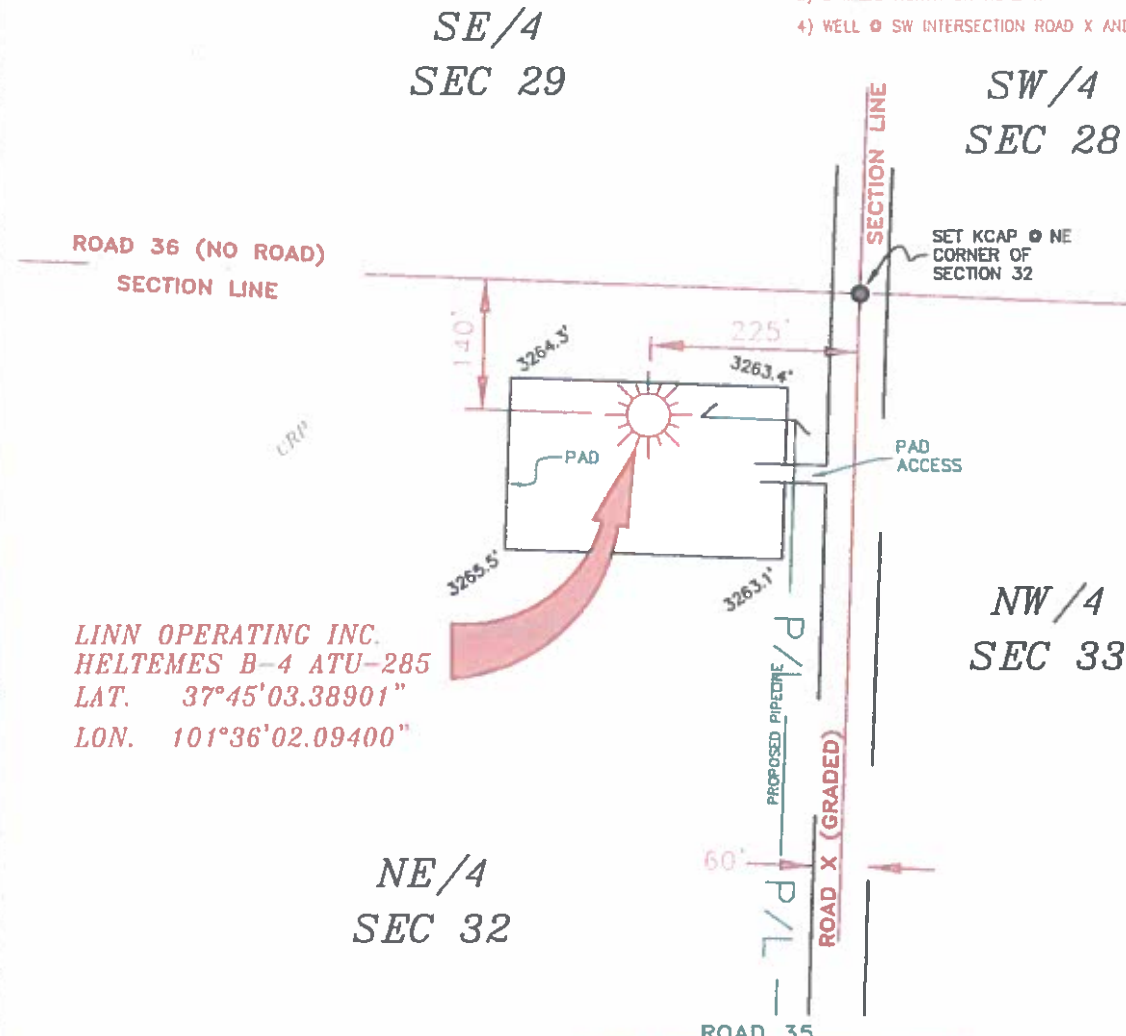 4) WELL @ SW INTERSECTION ROAD X AND
SE/4
SEC 29
SW/4
SEC 28
SECTION LINE
ROAD 36 (NO ROAD)
SECTION LINE
SET KCAP @ NE
CORNER OF
SECTION 32
140'
225'
3264.3'
3263.4'
CRP
PAD
PAD
ACCESS
3265.5'
3263.1'
LINN OPERATING INC.
HELTEMES B-4 ATU-285
LAT. 37°45'03.38901"
LON. 101°36'02.09400"
NW/4
SEC 33
P/L
PROPOSED PIPELINE
ROAD X (GRADED)
60'
P/L
NE/4
SEC 32
ROAD 35